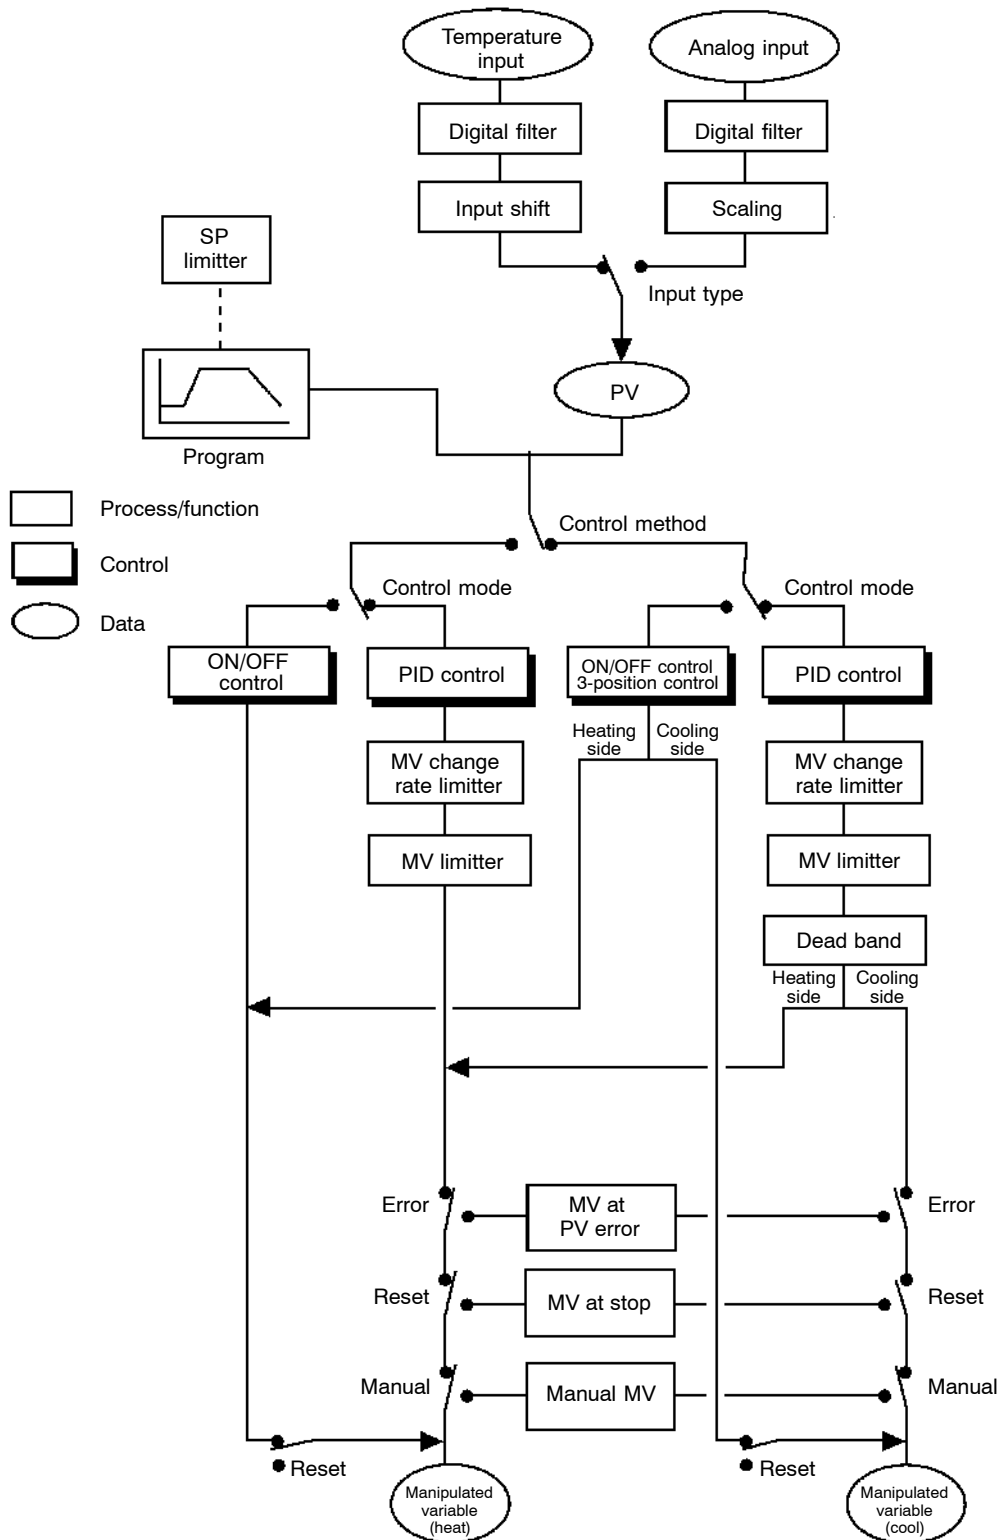 Temperature
input
Analog input
Digital filter
Digital filter
Input shift
Scaling
SP
limitter
Input type
PV
Program
Process/function
Control method
Control
Control mode
Control mode
Data
ON/OFF
control
PID control
ON/OFF control
3-position control
PID control
Heating
side
Cooling
side
MV change
rate limitter
MV change
rate limitter
MV limitter
MV limitter
Dead band
Heating
side
Cooling
side
Error
MV at
PV error
Error
Reset
MV at stop
Reset
Manual
Manual MV
Manual
Reset
Reset
Manipulated
variable
(heat)
Manipulated
variable
(cool)